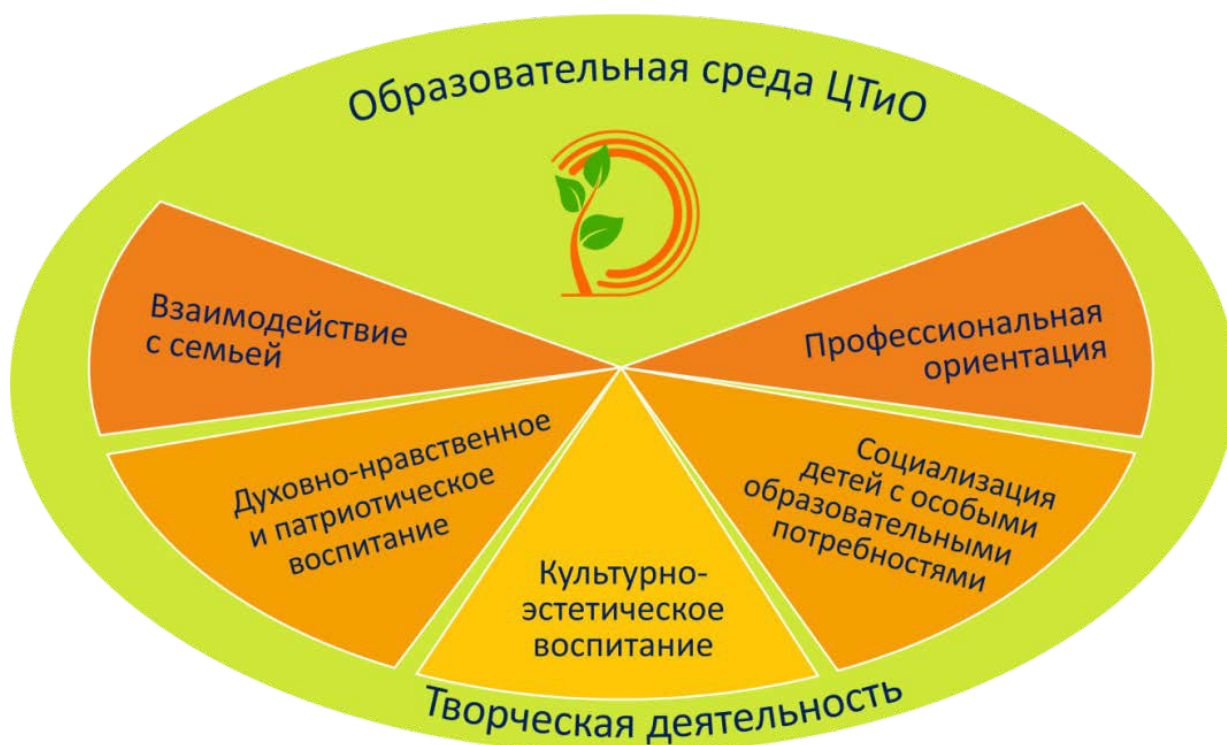 Образовательная среда ЦТиО
Взаимодействие
с семьей
Профессиональная
ориентация
Духовно-нравственное
и патриотическое
воспитание
Социализация
детей с особыми
образовательными
потребностями
Культурно-
эстетическое
воспитание
Творческая деятельность